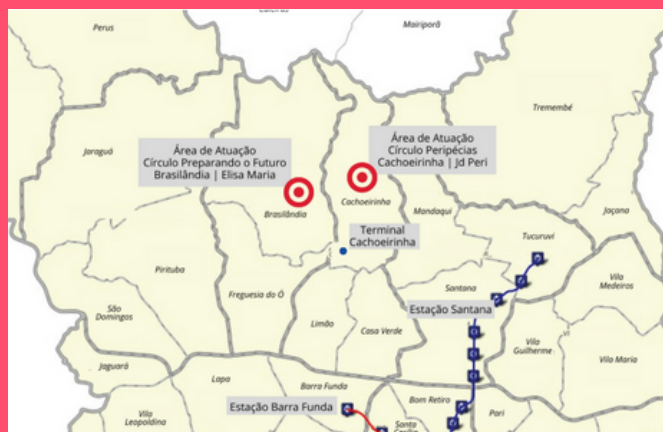 Perus
Mairiporã
Tremembé
Jaraguá
Área de Atuação
Círculo Preparando o Futuro
Brasilândia | Elisa Maria
Área de Atuação
Círculo Peripécias
Cachoeirinha | Jd Peri
Brasilândia
Cachoeirinha
Mandaqui
Jaçana
Terminal
Cachoeirinha
Tucuruvi
Pirituba
Freguesia do Ó
Santana
Vila
Medeiros
São
Domingos
Limão
Casa Verde
Estação Santana
Vila
Guilherme
Vila Maria
Jaguará
Lapa
Barra Funda
Bom Retiro
Pari
Estação Barra Funda
Vila
Leopoldina
Santa